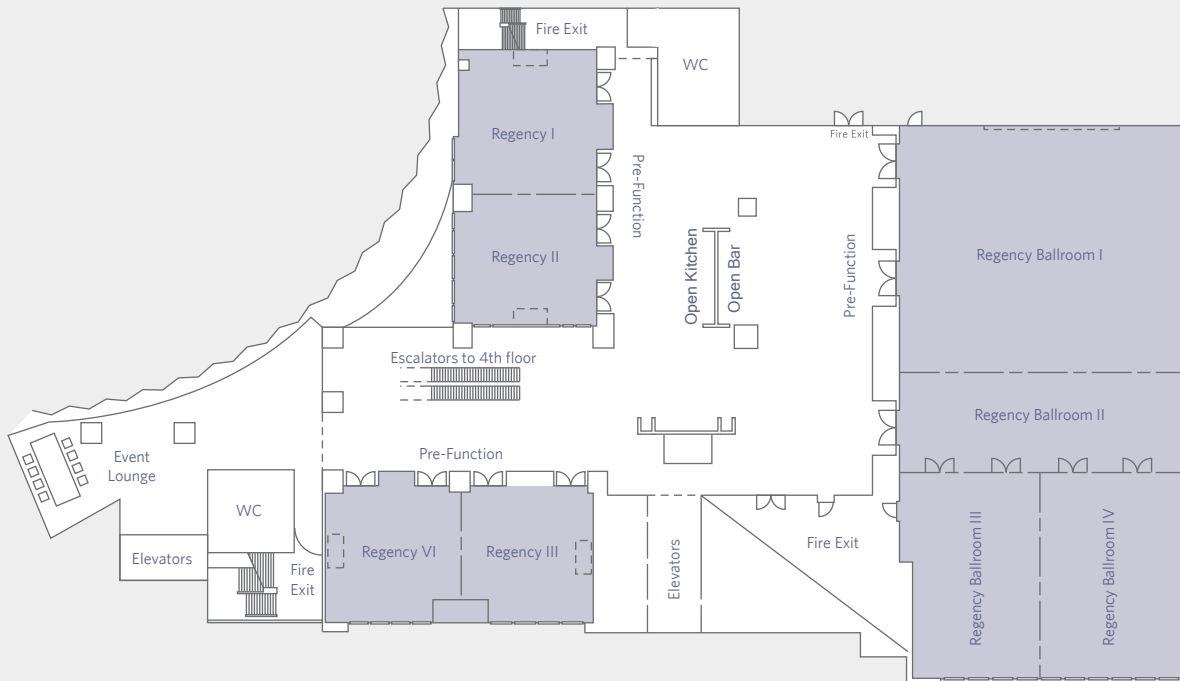 Fire Exit
WC
Regency I
Fire Exit
Pre-Function
Regency II
Open Kitchen
Open Bar
Pre-Function
Regency Ballroom I
Escalators to 4th floor
Regency Ballroom II
Pre-Function
Event
Lounge
WC
Elevators
Fire
Exit
Regency VI
Regency III
Elevators
Fire Exit
Regency Ballroom III
Regency Ballroom IV